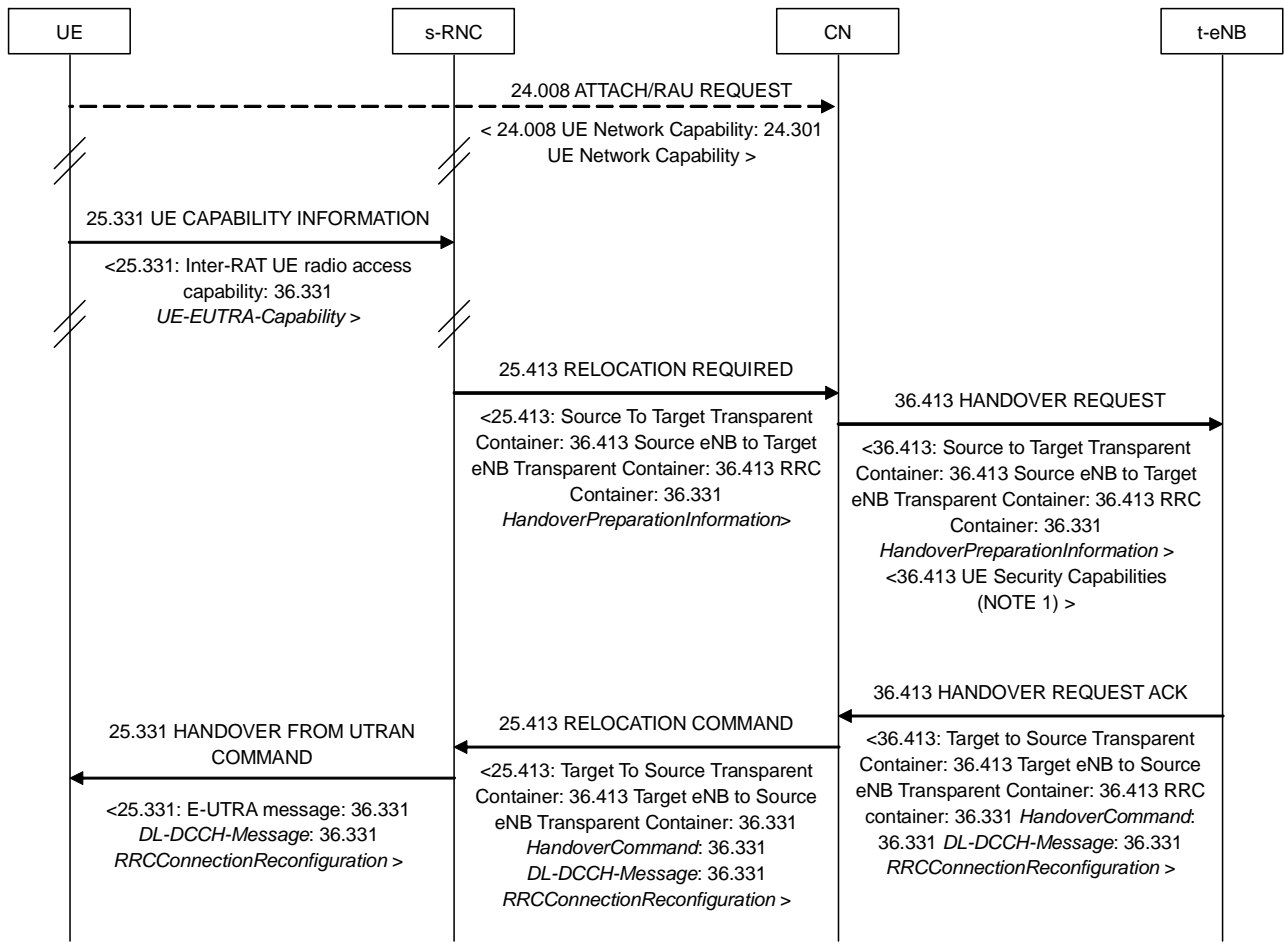 UE
s-RNC
CN
t-eNB
24.008 ATTACH/RAU REQUEST
< 24.008 UE Network Capability: 24.301
UE Network Capability >
25.331 UE CAPABILITY INFORMATION
<25.331: Inter-RAT UE radio access
capability: 36.331
UE-EUTRA-Capability >
25.413 RELOCATION REQUIRED
<25.413: Source To Target Transparent
Container: 36.413 Source eNB to Target
eNB Transparent Container: 36.413 RRC
Container: 36.331
HandoverPreparationInformation>
36.413 HANDOVER REQUEST
<36.413: Source to Target Transparent
Container: 36.413 Source eNB to Target
eNB Transparent Container: 36.413 RRC
Container: 36.331
HandoverPreparationInformation >
<36.413 UE Security Capabilities
(NOTE 1) >
36.413 HANDOVER REQUEST ACK
<36.413: Target to Source Transparent
Container: 36.413 Target eNB to Source
eNB Transparent Container: 36.413 RRC
container: 36.331 HandoverCommand:
36.331 DL-DCCH-Message: 36.331
RRCConnectionReconfiguration >
25.413 RELOCATION COMMAND
<25.413: Target To Source Transparent
Container: 36.413 Target eNB to Source
eNB Transparent Container: 36.331
HandoverCommand: 36.331
DL-DCCH-Message: 36.331
RRCConnectionReconfiguration >
25.331 HANDOVER FROM UTRAN
COMMAND
<25.331: E-UTRA message: 36.331
DL-DCCH-Message: 36.331
RRCConnectionReconfiguration >